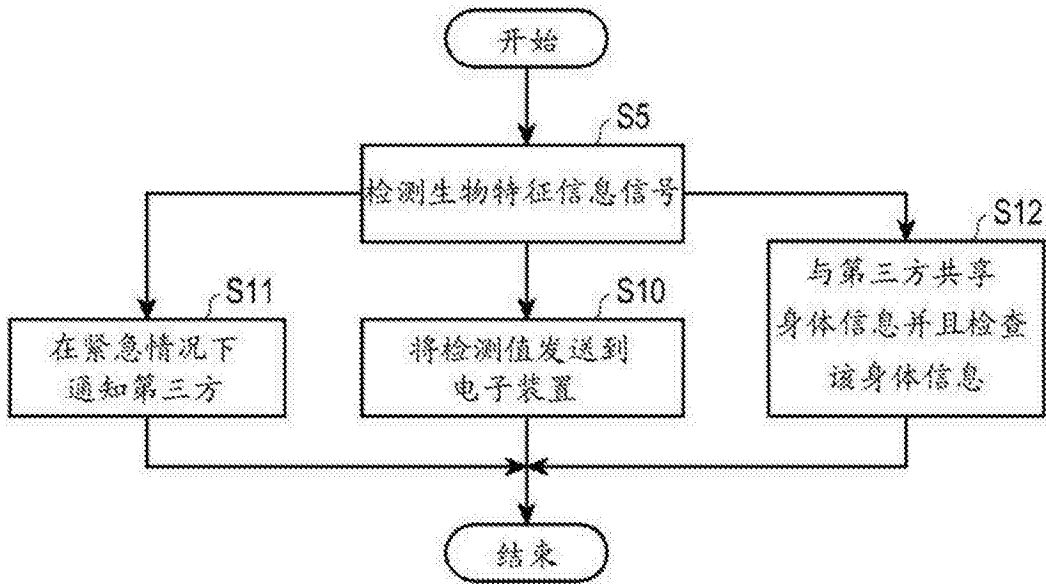 开始
S5
检测生物特征信息信号
S11
在紧急情况下
通知第三方
S10
将检测值发送到
电子装置
S12
与第三方共享
身体信息并且检查
该身体信息
结束